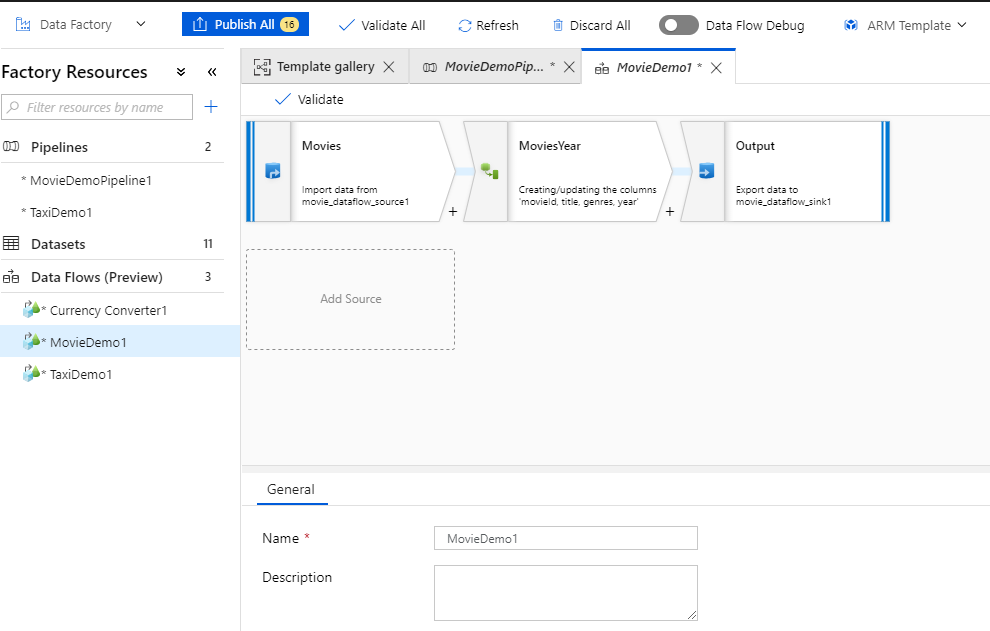 Data Factory
Publish All 16
Validate All
Refresh
Discard All
Data Flow Debug
ARM Template
Factory Resources
Filter resources by name
Pipelines 2
* MovieDemoPipeline1
* TaxiDemo1
Datasets 11
Data Flows (Preview) 3
* Currency Converter1
* MovieDemo1
* TaxiDemo1
Template gallery
MovieDemoPip... *
MovieDemo1 *
Validate
Movies
Import data from
movie_dataflow_source1
+
MoviesYear
Creating/updating the columns
'movieId, title, genres, year'
+
Output
Export data to
movie_dataflow_sink1
Add Source
General
Name *
MovieDemo1
Description